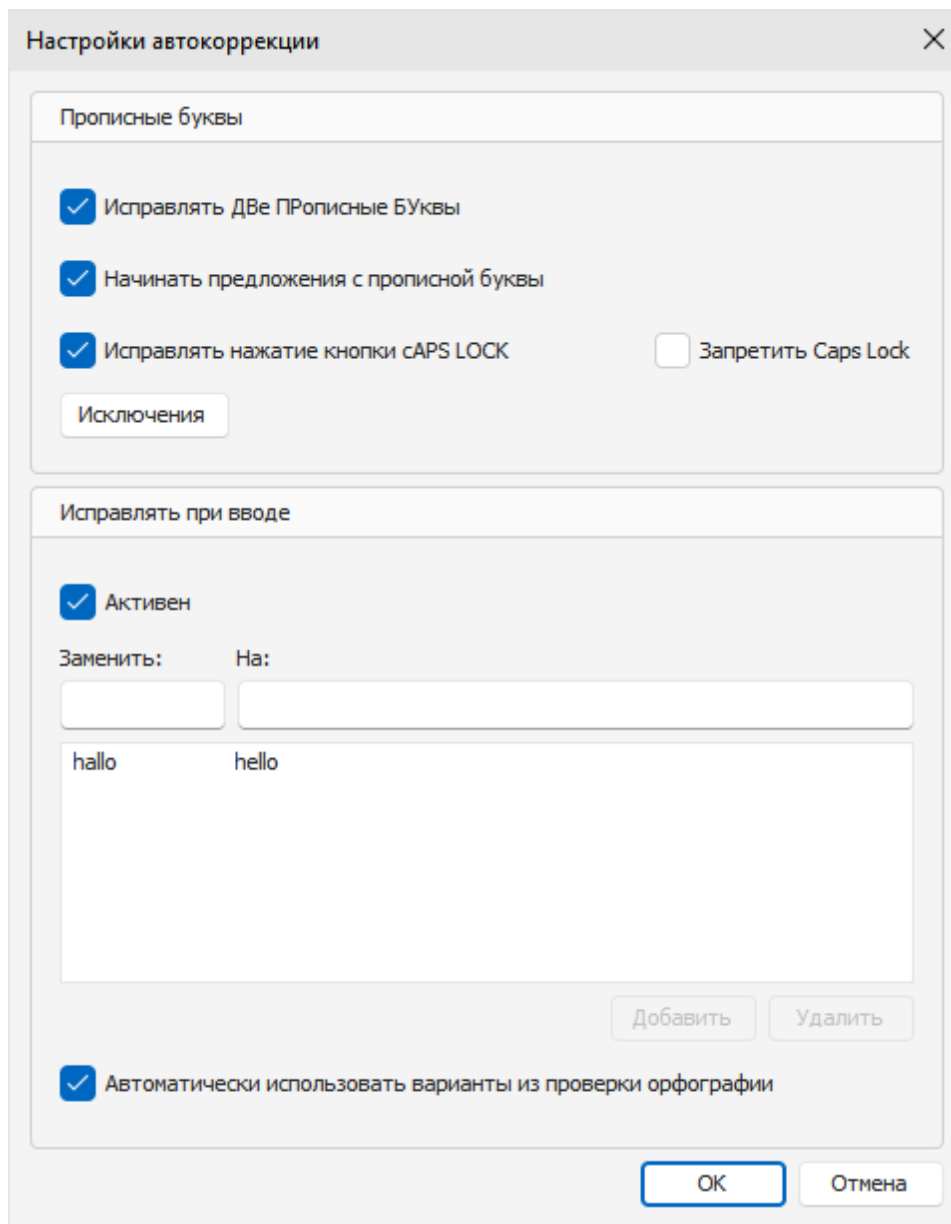 Настройки автокоррекции
Прописные буквы
Исправлять ДВе ПРописные БУквы
Начинать предложения с прописной буквы
Исправлять нажатие кнопки cAPS LOCK Запретить Caps Lock
Исключения
Исправлять при вводе
Активен
Заменить: На:
hallo hello
Добавить Удалить
Автоматически использовать варианты из проверки орфографии
OK Отмена